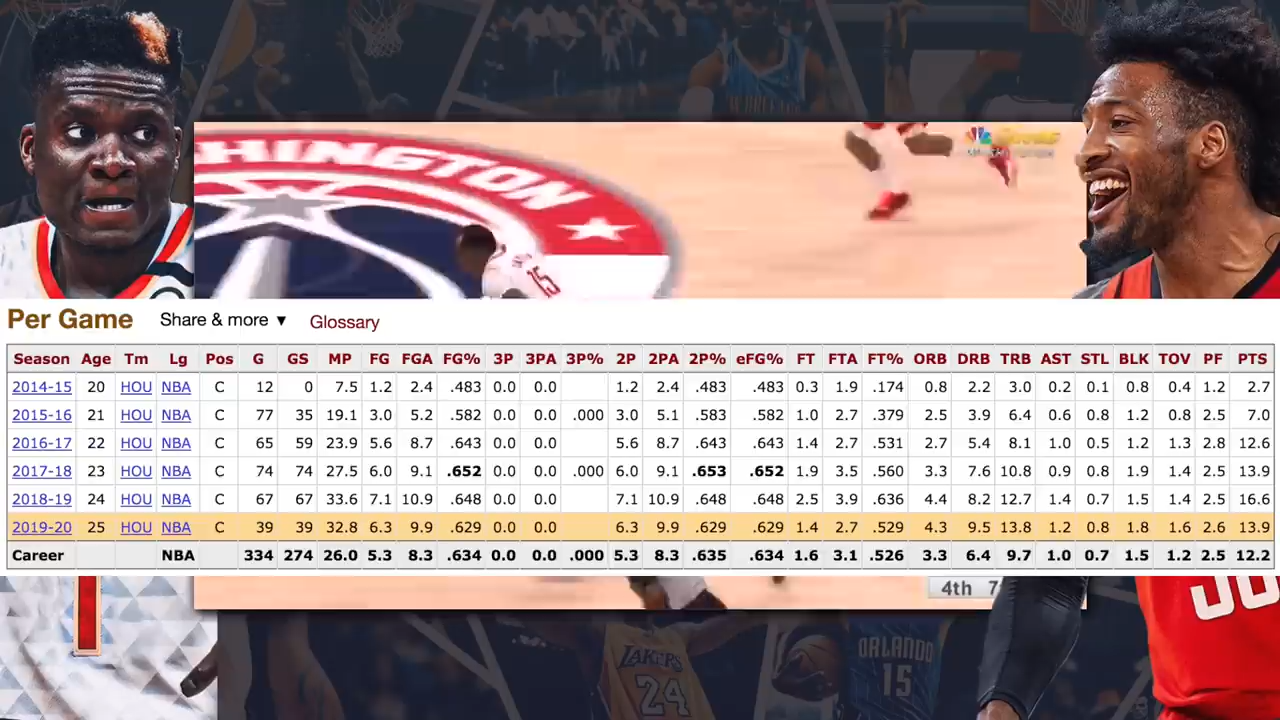 HINGTON
15
Per Game Share & more ▼ Glossary
Season Age Tm Lg Pos G GS MP FG FGA FG% 3P 3PA 3P% 2P 2PA 2P% eFG% FT FTA FT% ORB DRB TRB AST STL BLK TOV PF PTS
2014-15 20 HOU NBA C 12 0 7.5 1.2 2.4 .483 0.0 0.0 1.2 2.4 .483 .483 0.3 1.9 .174 0.8 2.2 3.0 0.2 0.1 0.8 0.4 1.2 2.7
2015-16 21 HOU NBA C 77 35 19.1 3.0 5.2 .582 0.0 0.0 .000 3.0 5.1 .583 .582 1.0 2.7 .379 2.5 3.9 6.4 0.6 0.8 1.2 0.8 2.5 7.0
2016-17 22 HOU NBA C 65 59 23.9 5.6 8.7 .643 0.0 0.0 5.6 8.7 .643 .643 1.4 2.7 .531 2.7 5.4 8.1 1.0 0.5 1.2 1.3 2.8 12.6
2017-18 23 HOU NBA C 74 74 27.5 6.0 9.1 .652 0.0 0.0 .000 6.0 9.1 .653 .652 1.9 3.5 .560 3.3 7.6 10.8 0.9 0.8 1.9 1.4 2.5 13.9
2018-19 24 HOU NBA C 67 67 33.6 7.1 10.9 .648 0.0 0.0 7.1 10.9 .648 .648 2.5 3.9 .636 4.4 8.2 12.7 1.4 0.7 1.5 1.4 2.5 16.6
2019-20 25 HOU NBA C 39 39 32.8 6.3 9.9 .629 0.0 0.0 6.3 9.9 .629 .629 1.4 2.7 .529 4.3 9.5 13.8 1.2 0.8 1.8 1.6 2.6 13.9
Career NBA 334 274 26.0 5.3 8.3 .634 0.0 0.0 .000 5.3 8.3 .635 .634 1.6 3.1 .526 3.3 6.4 9.7 1.0 0.7 1.5 1.2 2.5 12.2
4th 7
LAKERS
24
ORLANDO
15